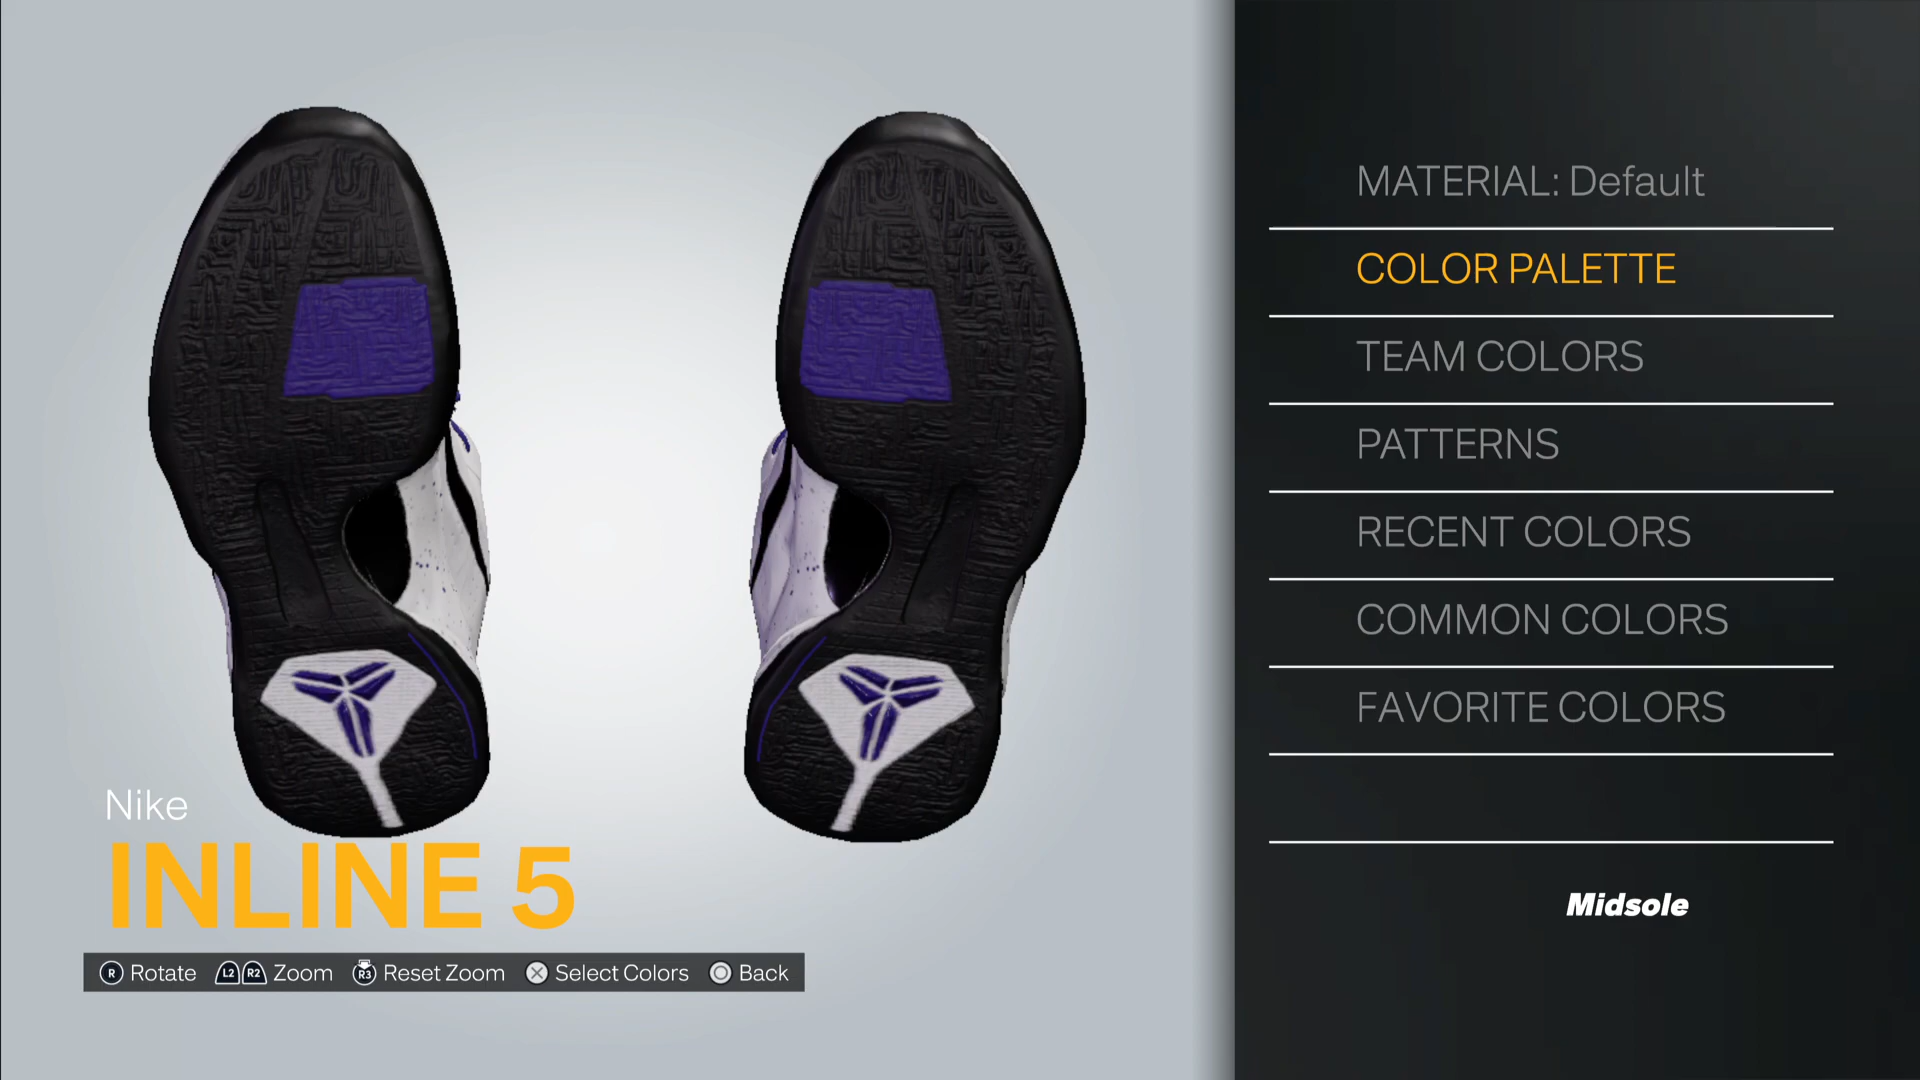 MATERIAL: Default
COLOR PALETTE
TEAM COLORS
PATTERNS
RECENT COLORS
COMMON COLORS
FAVORITE COLORS
Midsole
Nike
INLINE 5
R Rotate L2 R2 Zoom R3 Reset Zoom Select Colors Back